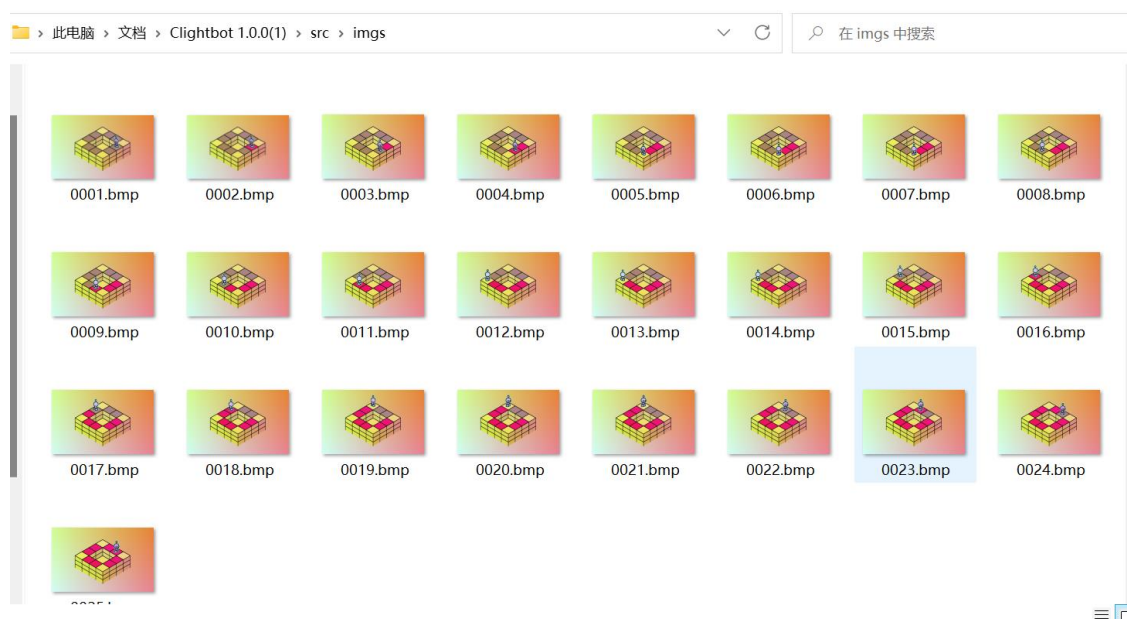 此电脑 › 文档 › Clightbot 1.0.0(1) › src › imgs
在 imgs 中搜索
0001.bmp 0002.bmp 0003.bmp 0004.bmp 0005.bmp 0006.bmp 0007.bmp 0008.bmp
0009.bmp 0010.bmp 0011.bmp 0012.bmp 0013.bmp 0014.bmp 0015.bmp 0016.bmp
0017.bmp 0018.bmp 0019.bmp 0020.bmp 0021.bmp 0022.bmp 0023.bmp 0024.bmp